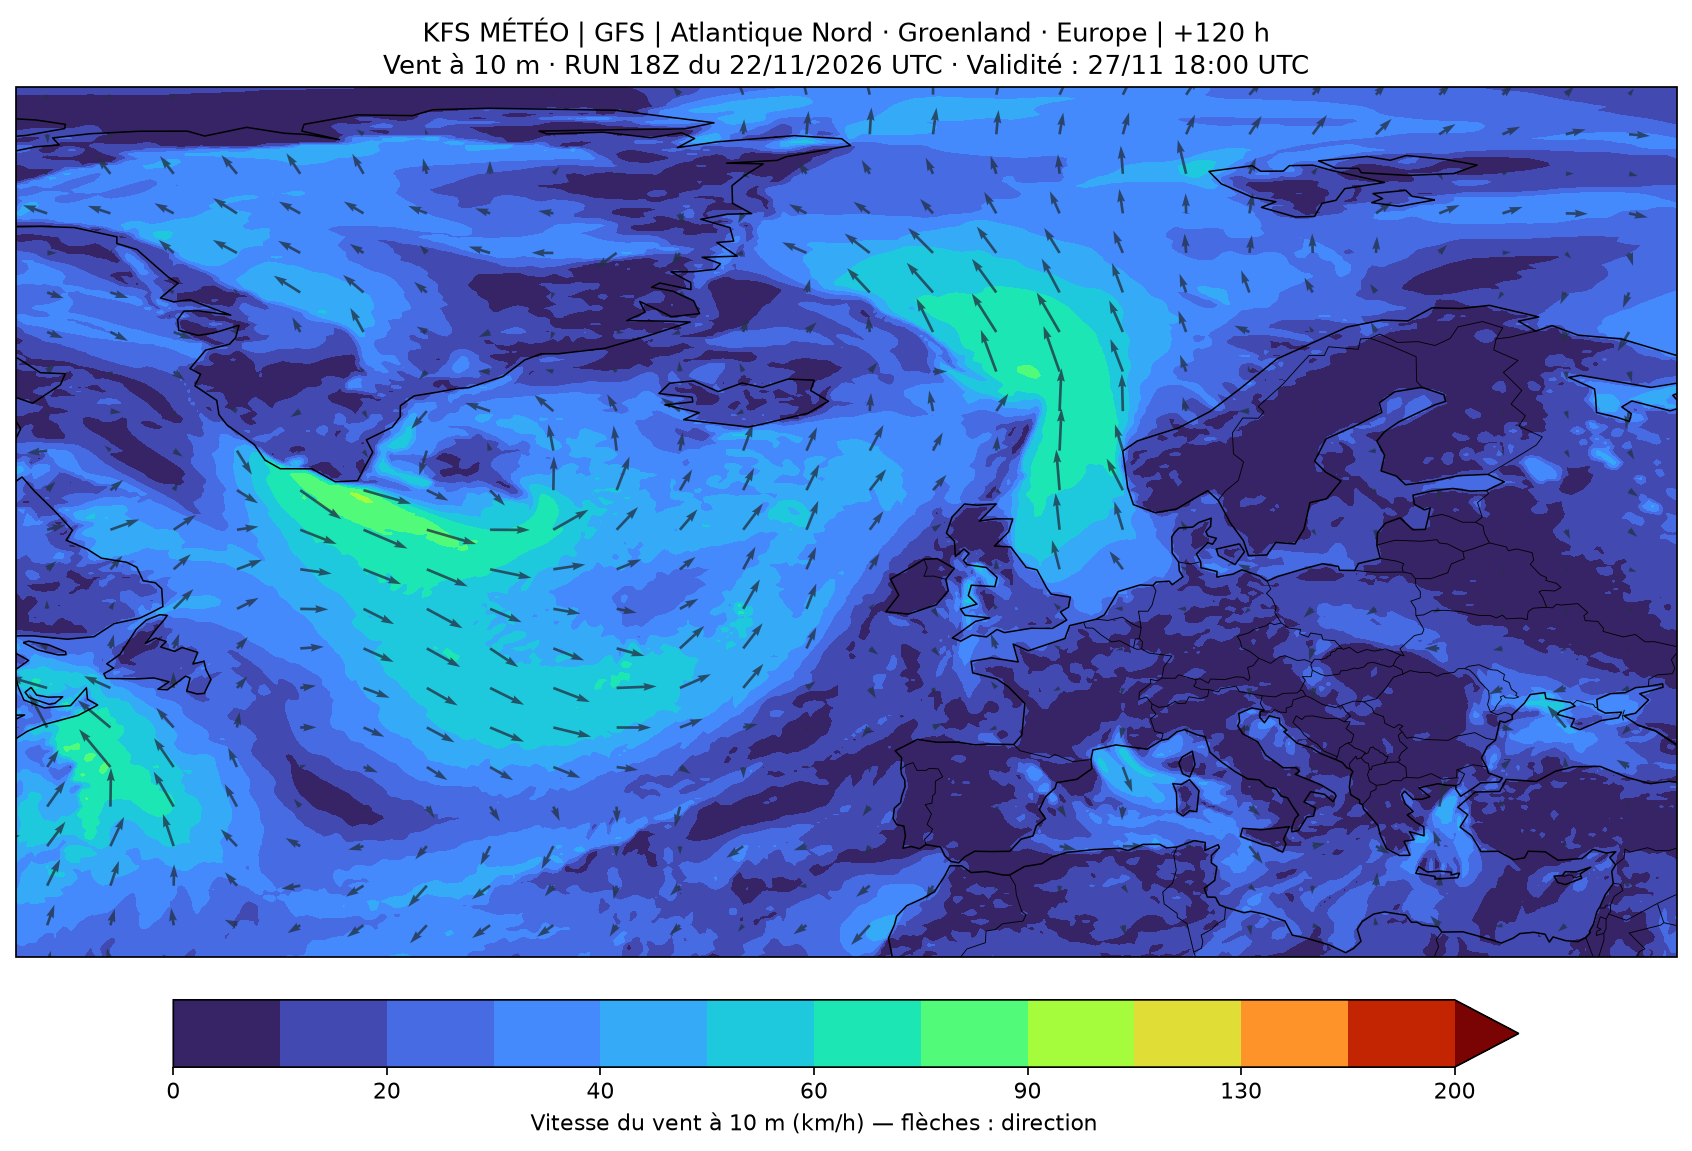 KFS MÉTÉO | GFS | Atlantique Nord · Groenland · Europe | +120 h
Vent à 10 m · RUN 18Z du 22/11/2026 UTC · Validité : 27/11 18:00 UTC
0 20 40 60 90 130 200
Vitesse du vent à 10 m (km/h) — flèches : direction